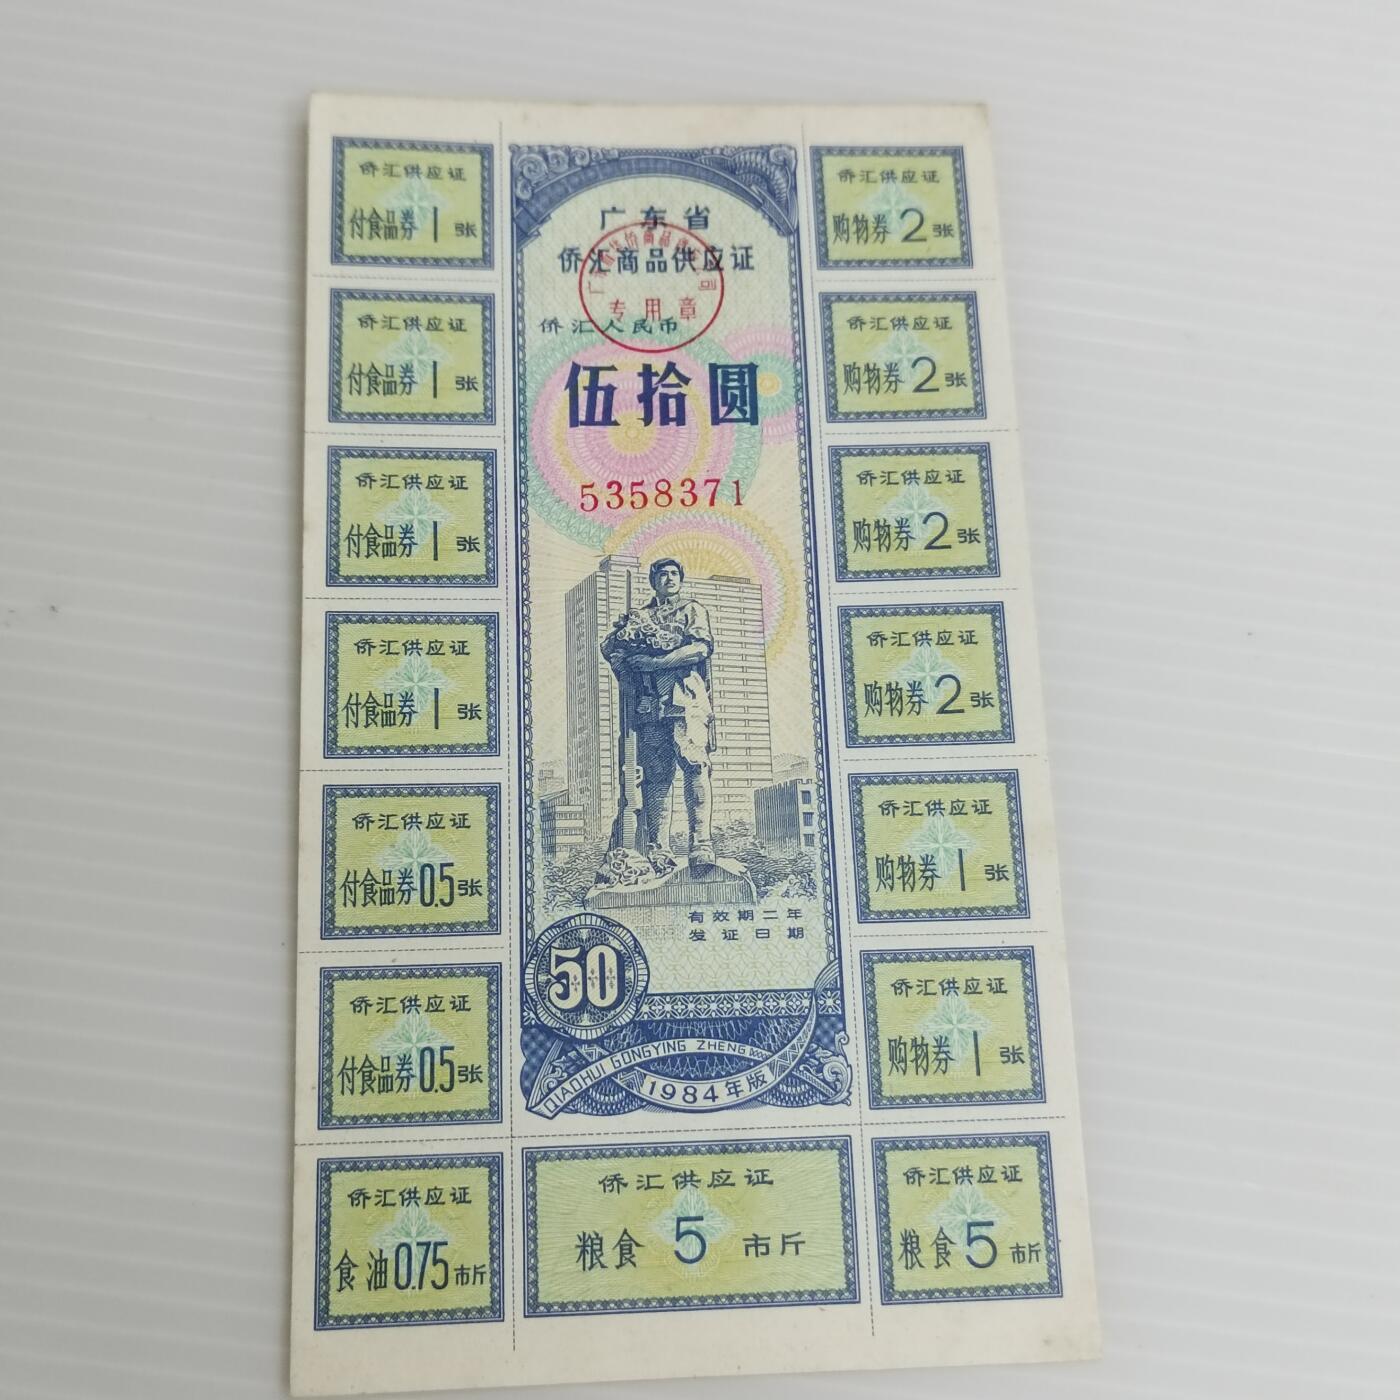 广东省
侨汇商品供应证
专用章
侨汇人民币
伍拾圆
5358371
有效期二年
发证日期
50
QIAOHUI GONGYING ZHENG
1984年版
侨汇供应证
付食品券1张
侨汇供应证
付食品券1张
侨汇供应证
付食品券1张
侨汇供应证
付食品券1张
侨汇供应证
付食品券0.5张
侨汇供应证
付食品券0.5张
侨汇供应证
食油0.75市斤
侨汇供应证
粮食5市斤
侨汇供应证
购物券2张
侨汇供应证
购物券2张
侨汇供应证
购物券2张
侨汇供应证
购物券2张
侨汇供应证
购物券1张
侨汇供应证
购物券1张
侨汇供应证
粮食5市斤